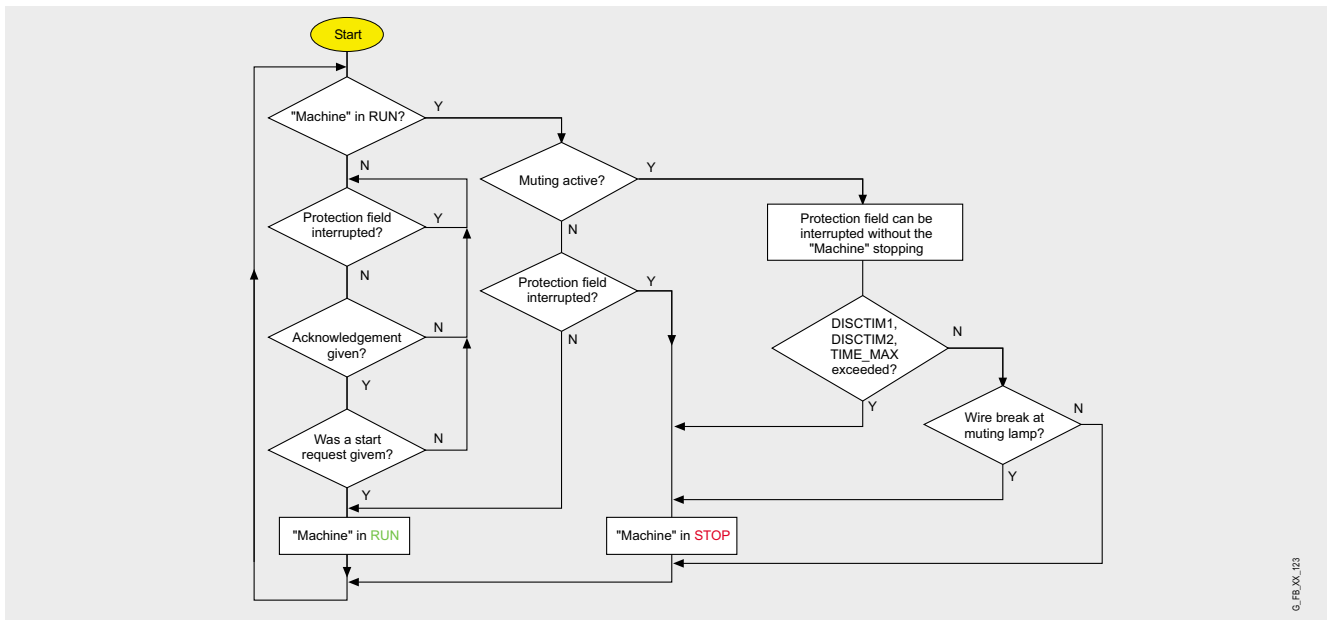 Start
"Machine" in RUN?
Y
N
Muting active?
Y
N
Protection field
interrupted?
Y
N
Protection field can be
interrupted without the
"Machine" stopping
Protection field
interrupted?
Y
N
DISCTIM1,
DISCTIM2,
TIME_MAX
exceeded?
N
Y
Acknowledgement
given?
N
Y
Wire break at
muting lamp?
N
Y
Was a start
request givem?
N
Y
"Machine" in RUN
"Machine" in STOP
G_FB_XX_123